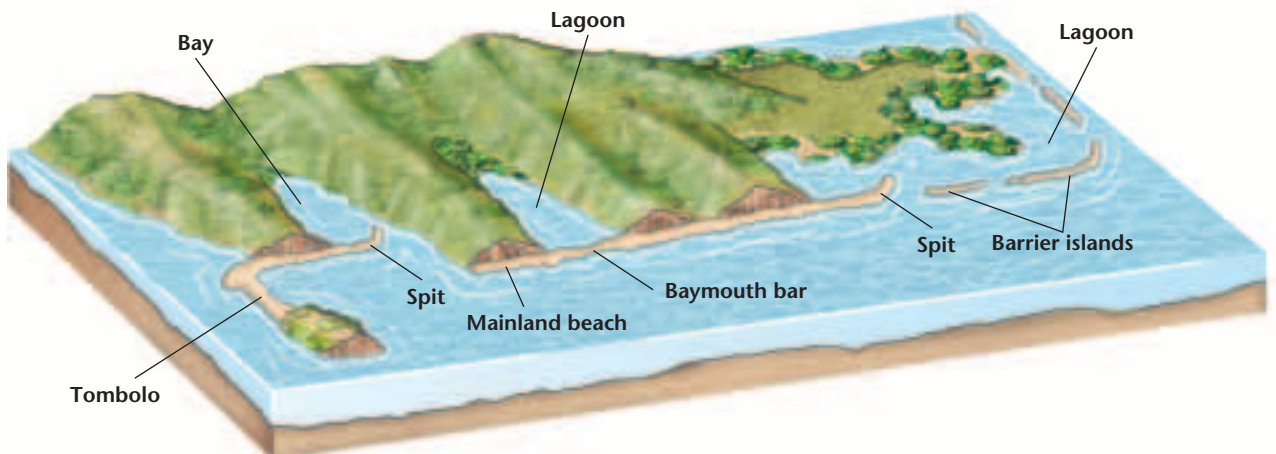 Lagoon
Bay
Lagoon
Spit
Barrier islands
Spit
Baymouth bar
Mainland beach
Tombolo